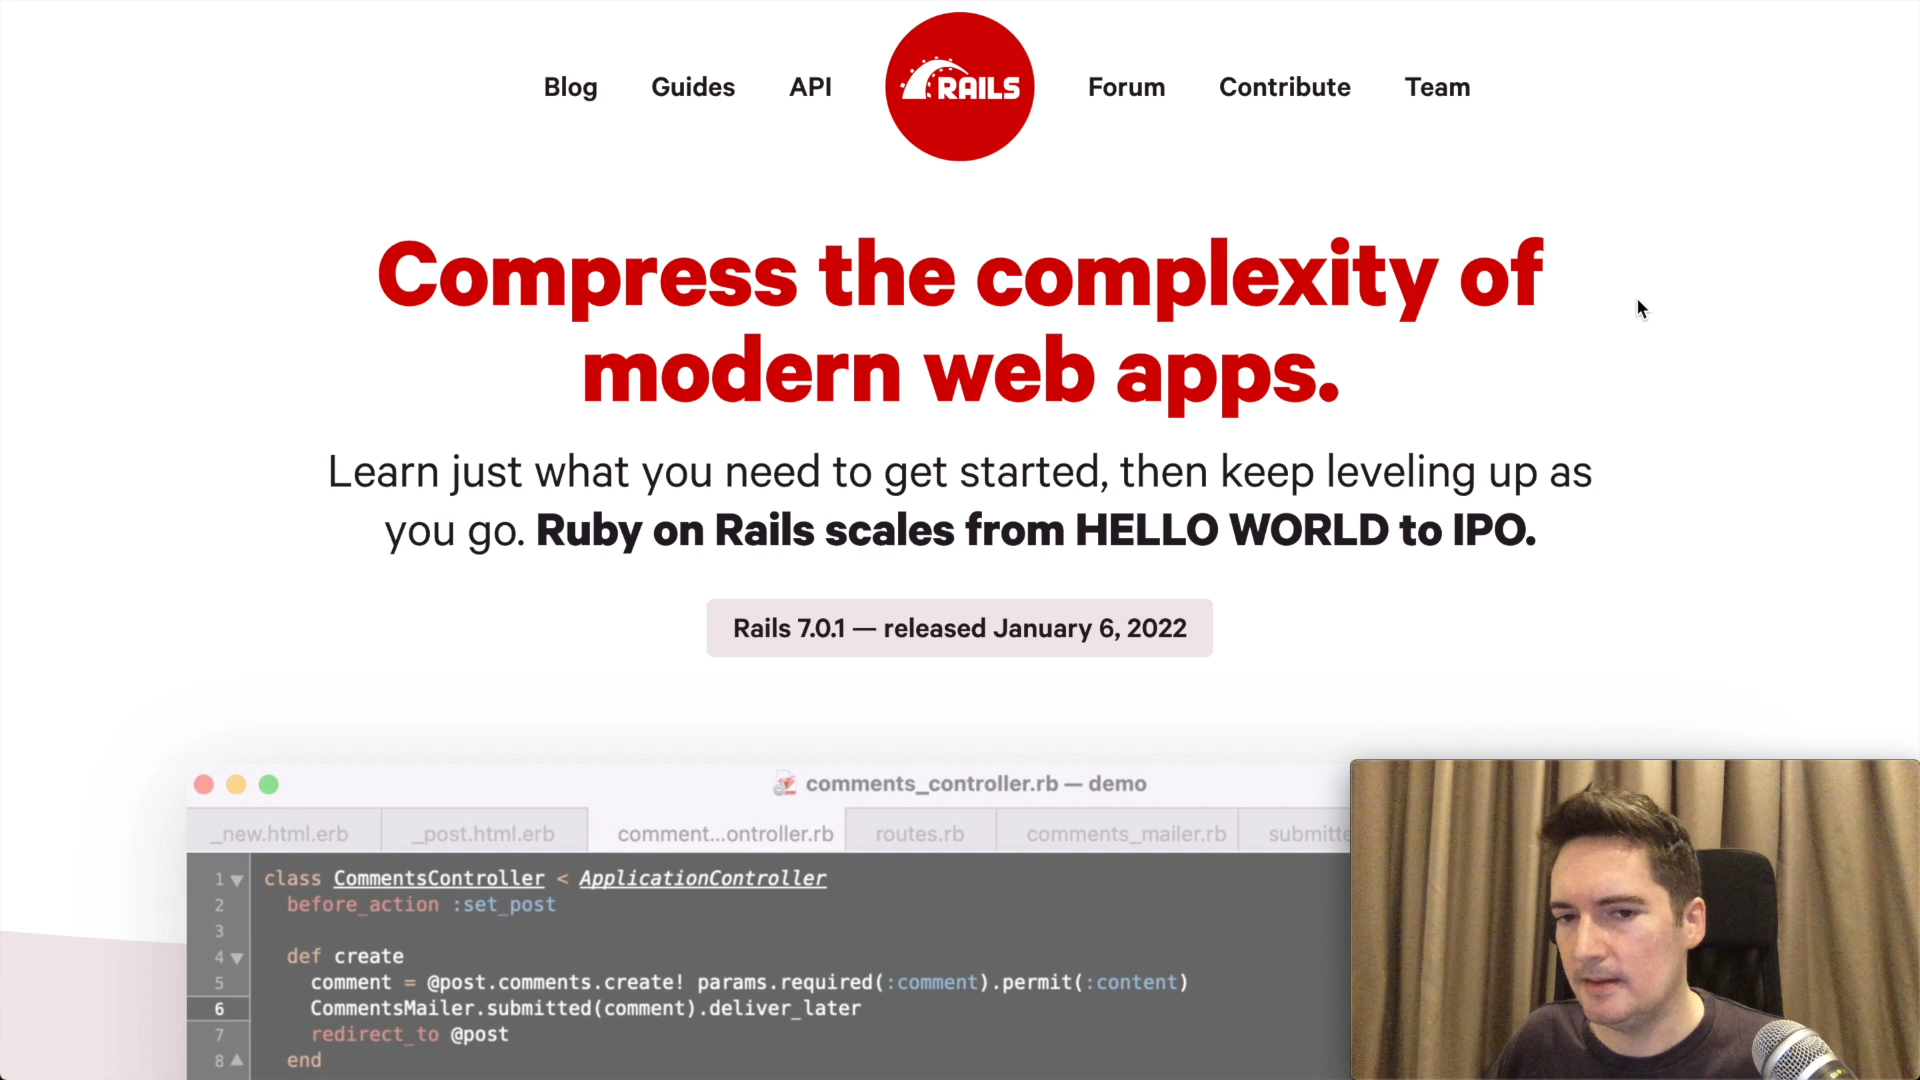 Blog Guides API RAILS Forum Contribute Team
Compress the complexity of
modern web apps.
Learn just what you need to get started, then keep leveling up as
you go. Ruby on Rails scales from HELLO WORLD to IPO.
Rails 7.0.1 — released January 6, 2022
comments_controller.rb — demo
_new.html.erb _post.html.erb comment...ontroller.rb routes.rb comments_mailer.rb submitte
1 class CommentsController < ApplicationController
2 before_action :set_post
3
4 def create
5 comment = @post.comments.create! params.required(:comment).permit(:content)
6 CommentsMailer.submitted(comment).deliver_later
7 redirect_to @post
8 end